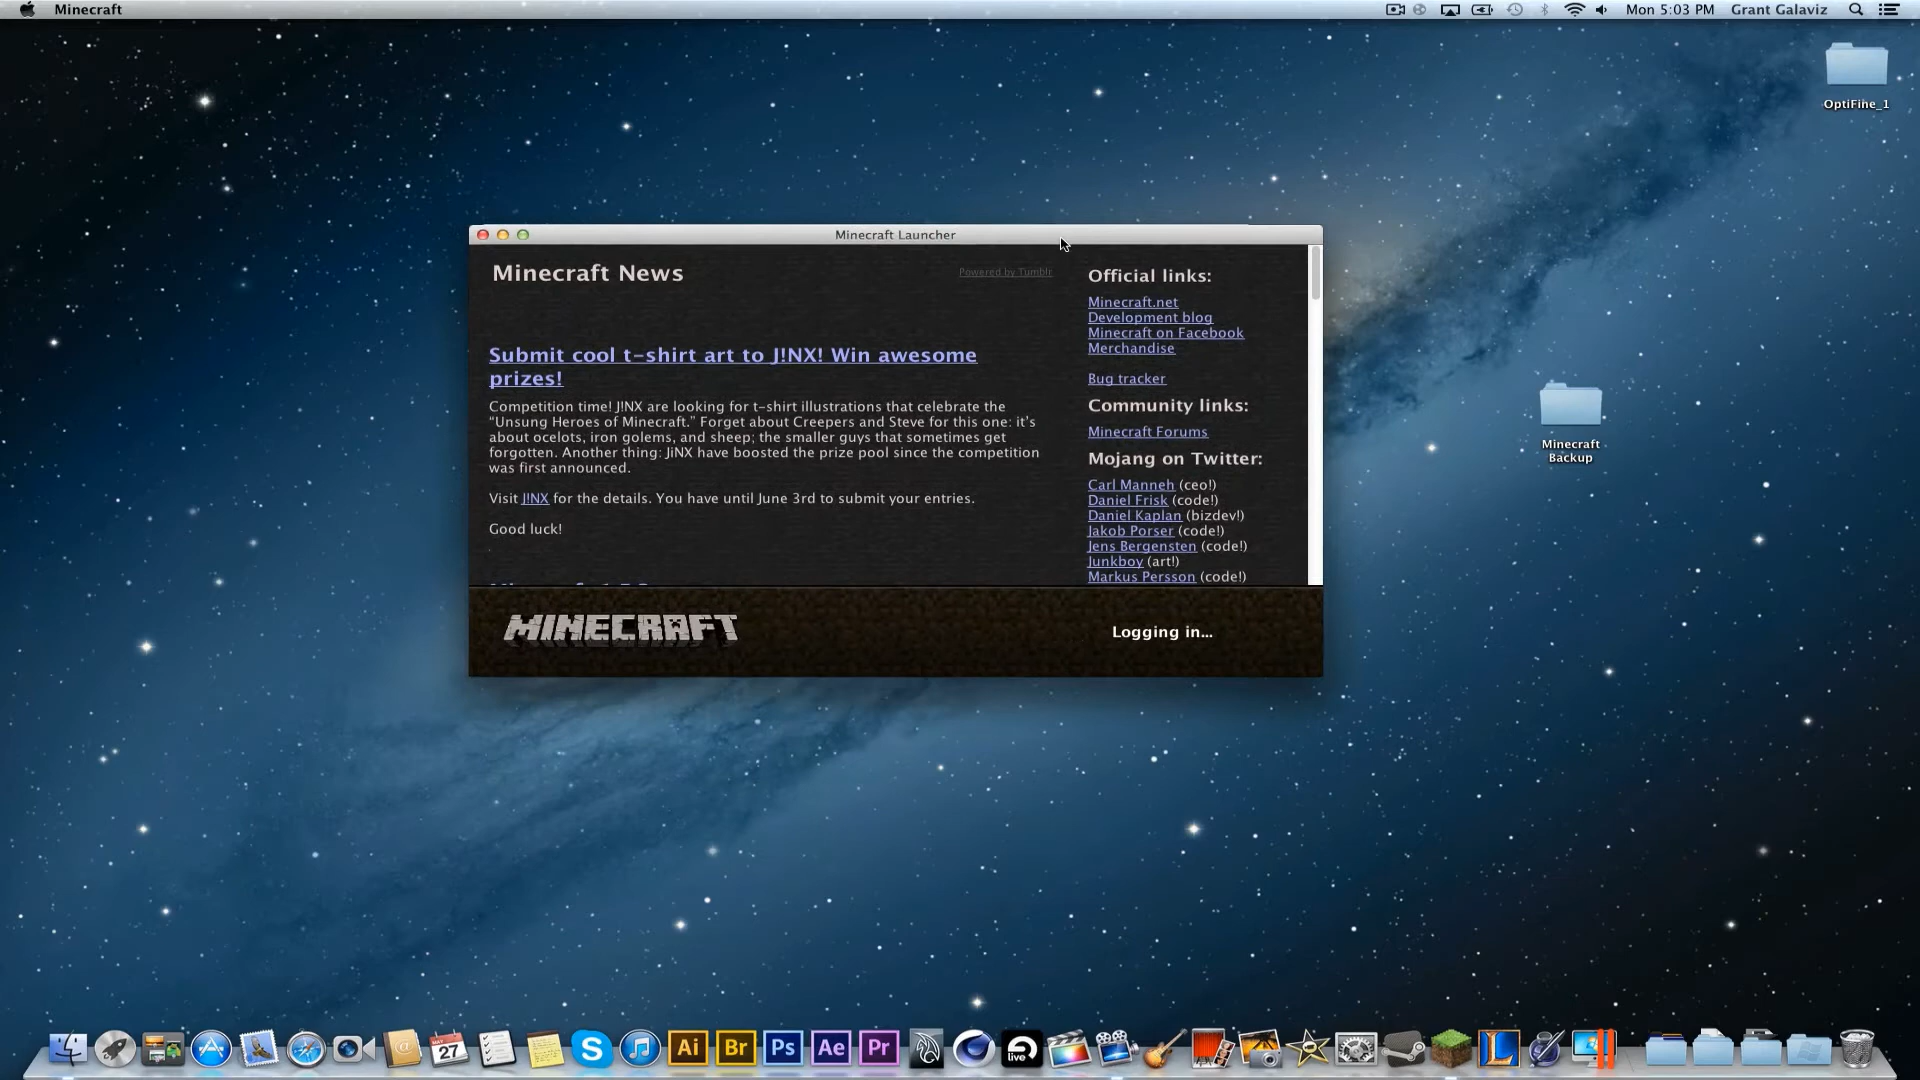 Minecraft
Mon 5:03 PM Grant Galaviz
OptiFine_1
Minecraft Launcher
Minecraft News
Powered by Tumblr
Submit cool t-shirt art to J!NX! Win awesome
prizes!
Competition time! J!NX are looking for t-shirt illustrations that celebrate the
“Unsung Heroes of Minecraft.” Forget about Creepers and Steve for this one: it’s
about ocelots, iron golems, and sheep; the smaller guys that sometimes get
forgotten. Another thing: JiNX have boosted the prize pool since the competition
was first announced.
Visit J!NX for the details. You have until June 3rd to submit your entries.
Good luck!
Official links:
Minecraft.net
Development blog
Minecraft on Facebook
Merchandise
Bug tracker
Community links:
Minecraft Forums
Mojang on Twitter:
Carl Manneh (ceo!)
Daniel Frisk (code!)
Daniel Kaplan (bizdev!)
Jakob Porser (code!)
Jens Bergensten (code!)
Junkboy (art!)
Markus Persson (code!)
MINECRAFT
Logging in...
Minecraft
Backup
MAY
27
Ai
Br
Ps
Ae
Pr
live